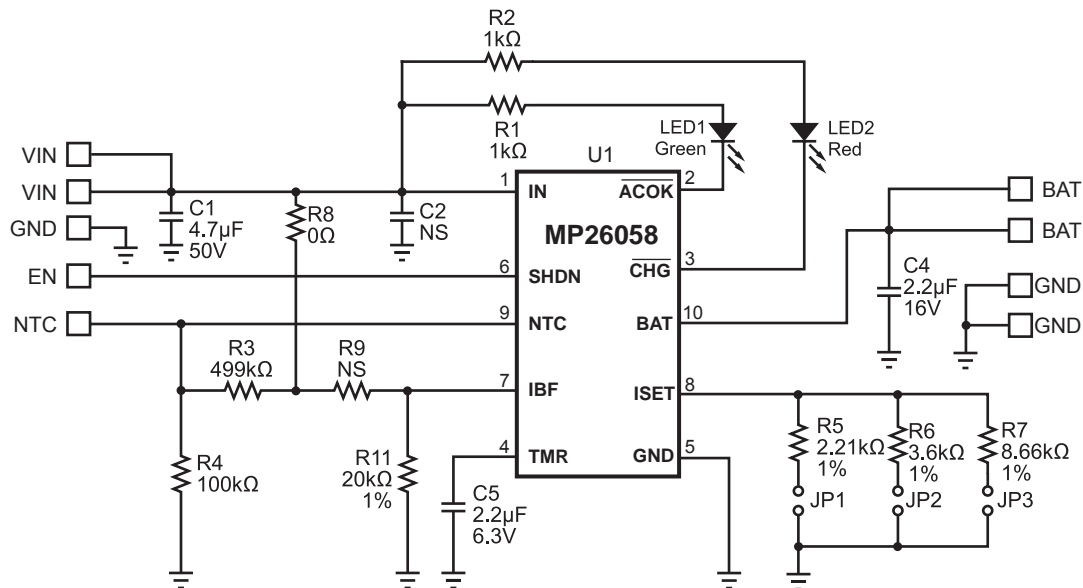 R2
1kΩ
R1
1kΩ
LED1
Green
LED2
Red
U1
VIN
VIN
GND
EN
NTC
C1
4.7µF
50V
R8
0Ω
C2
NS
1
IN
6
SHDN
9
NTC
7
IBF
4
TMR
MP26058
2
ACOK
3
CHG
10
BAT
8
ISET
5
GND
BAT
BAT
GND
GND
C4
2.2µF
16V
R3
499kΩ
R9
NS
R4
100kΩ
R11
20kΩ
1%
C5
2.2µF
6.3V
R5
2.21kΩ
1%
R6
3.6kΩ
1%
R7
8.66kΩ
1%
JP1
JP2
JP3